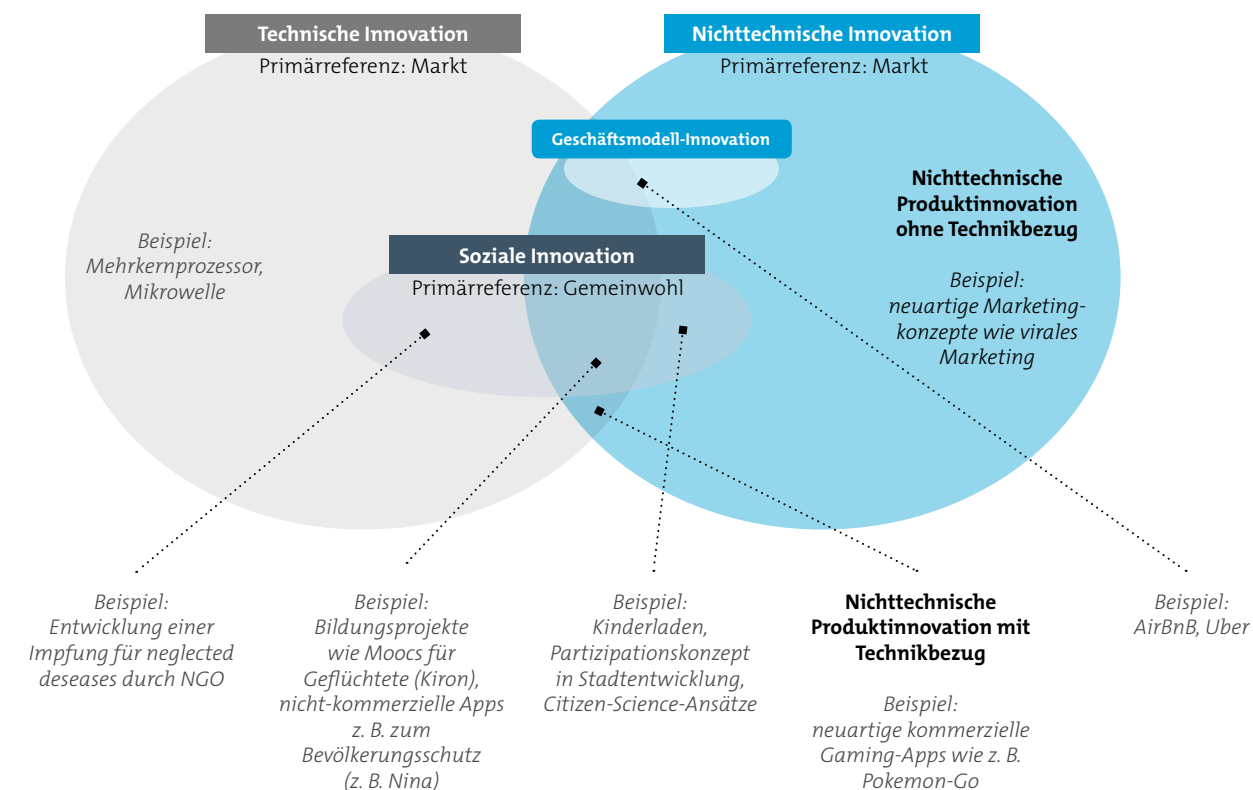 Technische Innovation
Primärreferenz: Markt
Nichttechnische Innovation
Primärreferenz: Markt
Geschäftsmodell-Innovation
Nichttechnische
Produktinnovation
ohne Technikbezug
Beispiel:
neuartige Marketing-
konzepte wie virales
Marketing
Beispiel:
Mehrkernprozessor,
Mikrowelle
Soziale Innovation
Primärreferenz: Gemeinwohl
Beispiel:
Entwicklung einer
Impfung für neglected
deseases durch NGO
Beispiel:
Bildungsprojekte
wie Moocs für
Geflüchtete (Kiron),
nicht-kommerzielle Apps
z. B. zum
Bevölkerungsschutz
(z. B. Nina)
Beispiel:
Kinderladen,
Partizipationskonzept
in Stadtentwicklung,
Citizen-Science-Ansätze
Nichttechnische
Produktinnovation mit
Technikbezug
Beispiel:
neuartige kommerzielle
Gaming-Apps wie z. B.
Pokemon-Go
Beispiel:
AirBnB, Uber